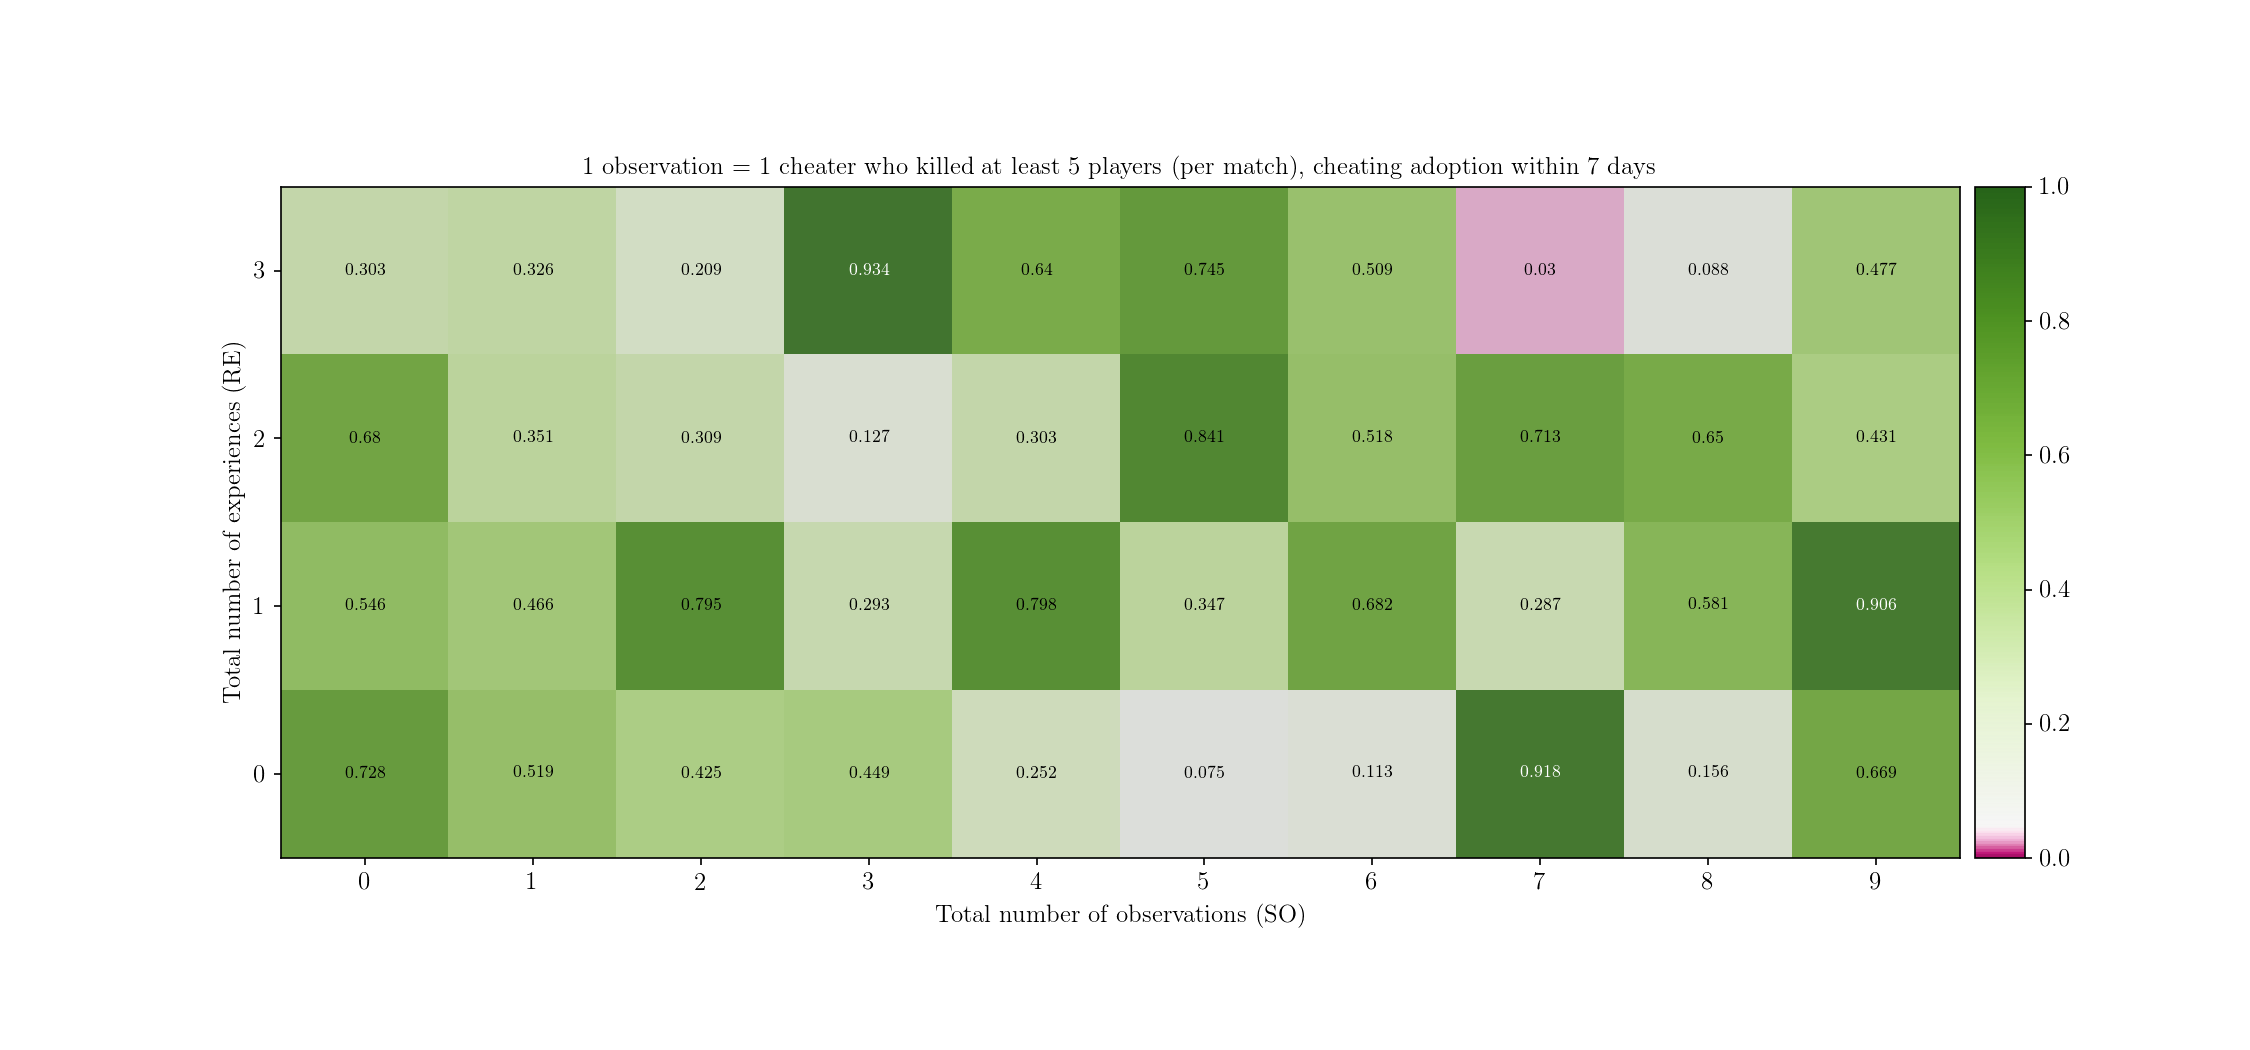 1 observation = 1 cheater who killed at least 5 players (per match), cheating adoption within 7 days
Total number of experiences (RE)
3
0.303 0.326 0.209 0.934 0.64 0.745 0.509 0.03 0.088 0.477
2
0.68 0.351 0.309 0.127 0.303 0.841 0.518 0.713 0.65 0.431
1
0.546 0.466 0.795 0.293 0.798 0.347 0.682 0.287 0.581 0.906
0
0.728 0.519 0.425 0.449 0.252 0.075 0.113 0.918 0.156 0.669
0 1 2 3 4 5 6 7 8 9
Total number of observations (SO)
1.0
0.8
0.6
0.4
0.2
0.0